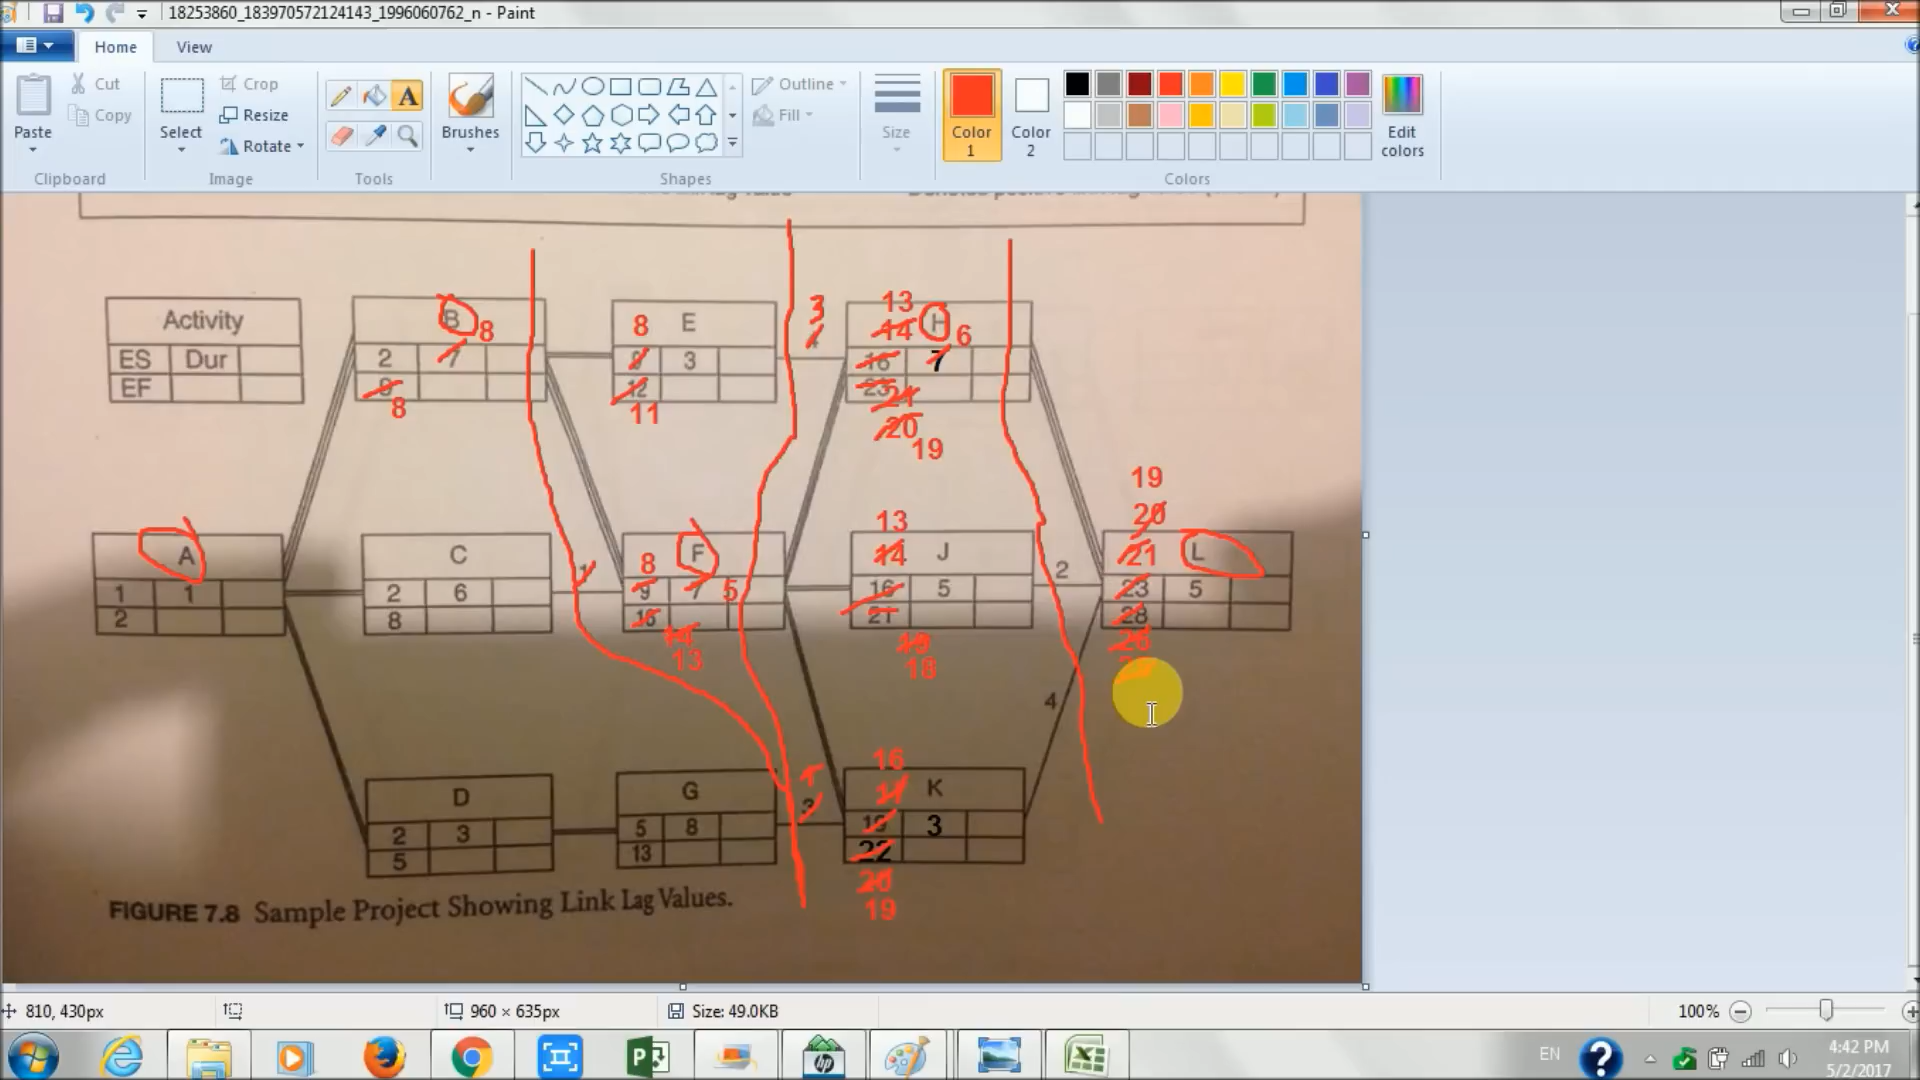 18253860_183970572124143_1996060762_n - Paint
Home View
Paste
Cut
Copy
Clipboard
Select
Crop
Resize
Rotate
Image
A
Tools
Brushes
Outline
Fill
Shapes
Size
Color 1
Color 2
Edit colors
Colors
Activity
ES Dur
EF
B 8
2 7
8
8 E
9 3
12
11
3
13
14 H 6
16 7
23
21
20
19
A
1 1
2
C
2 6
8
1
8 F
9 7 5
16
14
13
13
14 J
16 5
21
19
18
2
19
20
21 L
23 5
28
26
4
D
2 3
5
G
5 8
13
16
K
19 3
22
20
19
FIGURE 7.8 Sample Project Showing Link Lag Values.
810, 430px
960 × 635px
Size: 49.0KB
100%
hp
EN
?
4:42 PM
5/2/2017